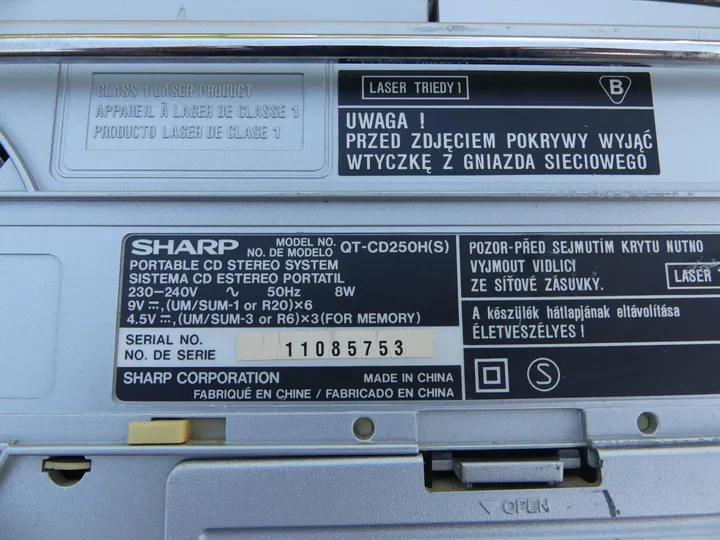 CLASS 1 LASER PRODUCT
APPAREIL À LASER DE CLASSE 1
PRODUCTO LASER DE CLASE 1
LASER TRIEDY 1
B
UWAGA !
PRZED ZDJĘCIEM POKRYWY WYJĄĆ
WTYCZKĘ Z GNIAZDA SIECIOWEGO
SHARP MODEL NO. NO. DE MODELO QT-CD250H(S)
PORTABLE CD STEREO SYSTEM
SISTEMA CD ESTEREO PORTATIL
230–240V ∿ 50Hz 8W
9V ⎓, (UM/SUM-1 or R20)×6
4.5V ⎓, (UM/SUM-3 or R6)×3(FOR MEMORY)
SERIAL NO.
NO. DE SERIE
11085753
SHARP CORPORATION MADE IN CHINA
FABRIQUÉ EN CHINE / FABRICADO EN CHINA
POZOR-PŘED SEJMUTÍM KRYTU NUTNO
VYJMOUT VIDLICI
ZE SÍŤOVÉ ZÁSUVKY.
LASER
A készülék hátlapjának eltávolítása
ÉLETVESZÉLYES !
S
OPEN